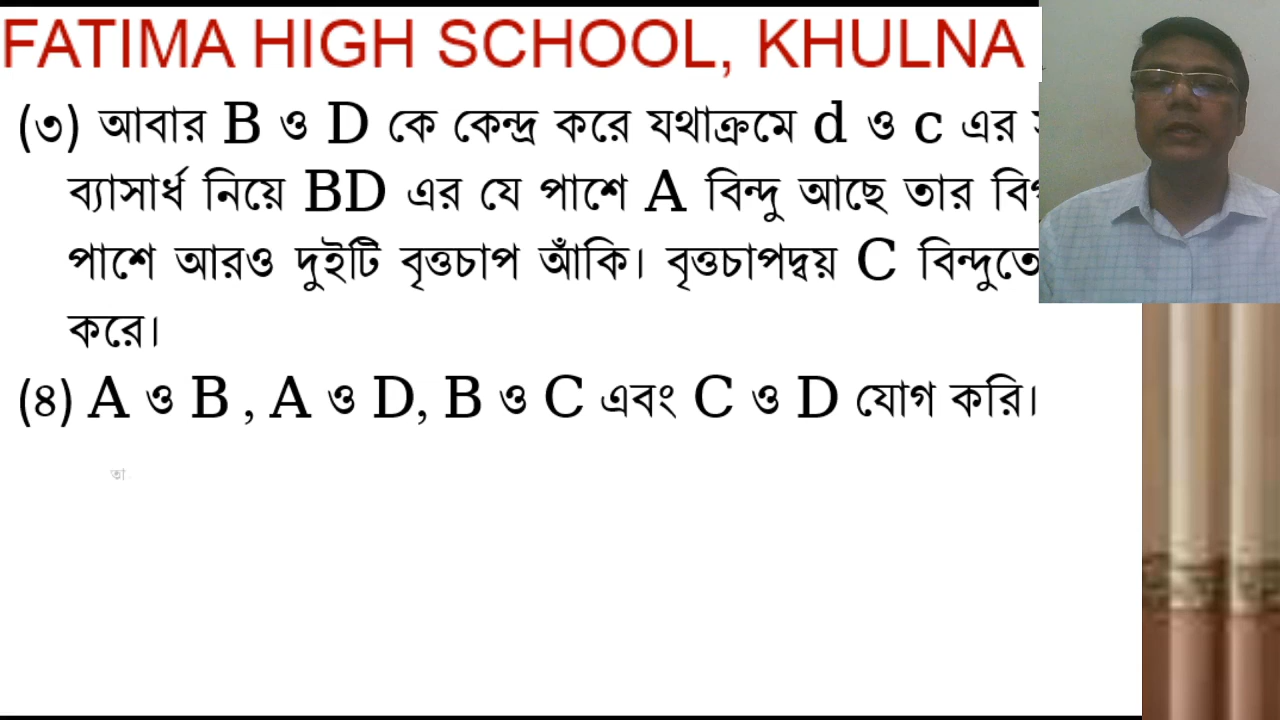 FATIMA HIGH SCHOOL, KHULNA
(৩) আবার B ও D কে কেন্দ্র করে যথাক্রমে d ও c এর
ব্যাসার্ধ নিয়ে BD এর যে পাশে A বিন্দু আছে তার
পাশে আরও দুইটি বৃত্তচাপ আঁকি। বৃত্তচাপদ্বয় C বিন্দুতে
করে।
(৪) A ও B , A ও D, B ও C এবং C ও D যোগ করি।
তা